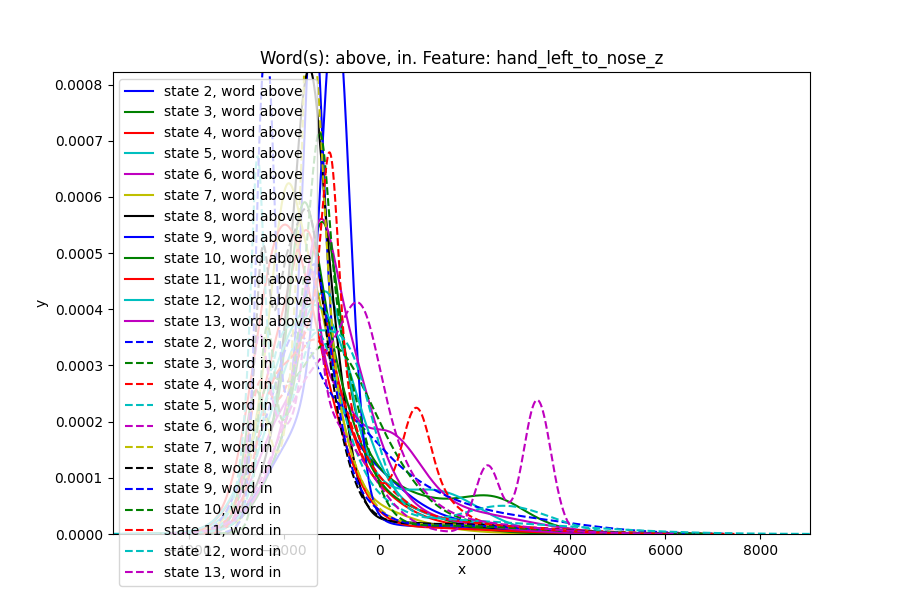 Word(s): above, in. Feature: hand_left_to_nose_z
y
0.0008
0.0007
0.0006
0.0005
0.0004
0.0003
0.0002
0.0001
0.0000
state 2, word above
state 3, word above
state 4, word above
state 5, word above
state 6, word above
state 7, word above
state 8, word above
state 9, word above
state 10, word above
state 11, word above
state 12, word above
state 13, word above
state 2, word in
state 3, word in
state 4, word in
state 5, word in
state 6, word in
state 7, word in
state 8, word in
state 9, word in
state 10, word in
state 11, word in
state 12, word in
state 13, word in
0 2000 4000 6000 8000
x